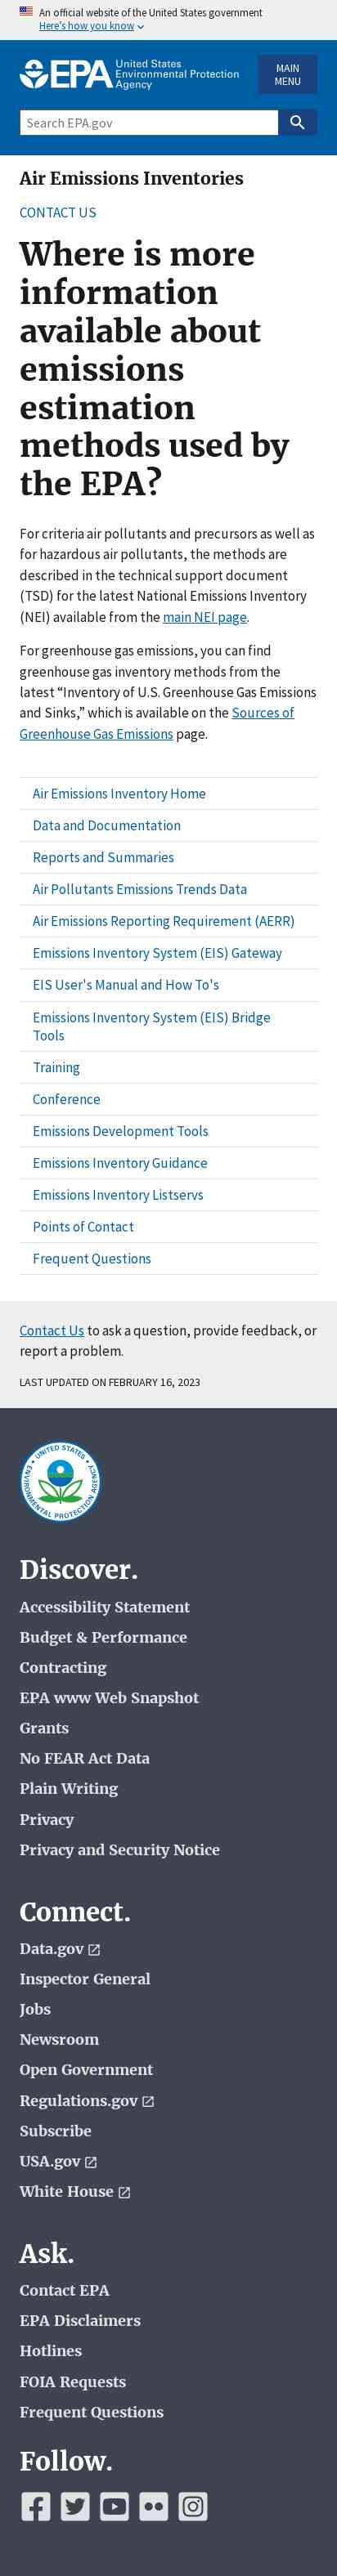 An official website of the United States government
Here's how you know
EPA United States
Environmental Protection
Agency
MAIN
MENU
Search EPA.gov
Air Emissions Inventories
CONTACT US
Where is more
information
available about
emissions
estimation
methods used by
the EPA?
For criteria air pollutants and precursors as well as
for hazardous air pollutants, the methods are
described in the technical support document
(TSD) for the latest National Emissions Inventory
(NEI) available from the main NEI page.
For greenhouse gas emissions, you can find
greenhouse gas inventory methods from the
latest “Inventory of U.S. Greenhouse Gas Emissions
and Sinks,” which is available on the Sources of
Greenhouse Gas Emissions page.
Air Emissions Inventory Home
Data and Documentation
Reports and Summaries
Air Pollutants Emissions Trends Data
Air Emissions Reporting Requirement (AERR)
Emissions Inventory System (EIS) Gateway
EIS User's Manual and How To's
Emissions Inventory System (EIS) Bridge
Tools
Training
Conference
Emissions Development Tools
Emissions Inventory Guidance
Emissions Inventory Listservs
Points of Contact
Frequent Questions
Contact Us to ask a question, provide feedback, or
report a problem.
LAST UPDATED ON FEBRUARY 16, 2023
UNITED STATES
ENVIRONMENTAL PROTECTION AGENCY
Discover.
Accessibility Statement
Budget & Performance
Contracting
EPA www Web Snapshot
Grants
No FEAR Act Data
Plain Writing
Privacy
Privacy and Security Notice
Connect.
Data.gov
Inspector General
Jobs
Newsroom
Open Government
Regulations.gov
Subscribe
USA.gov
White House
Ask.
Contact EPA
EPA Disclaimers
Hotlines
FOIA Requests
Frequent Questions
Follow.